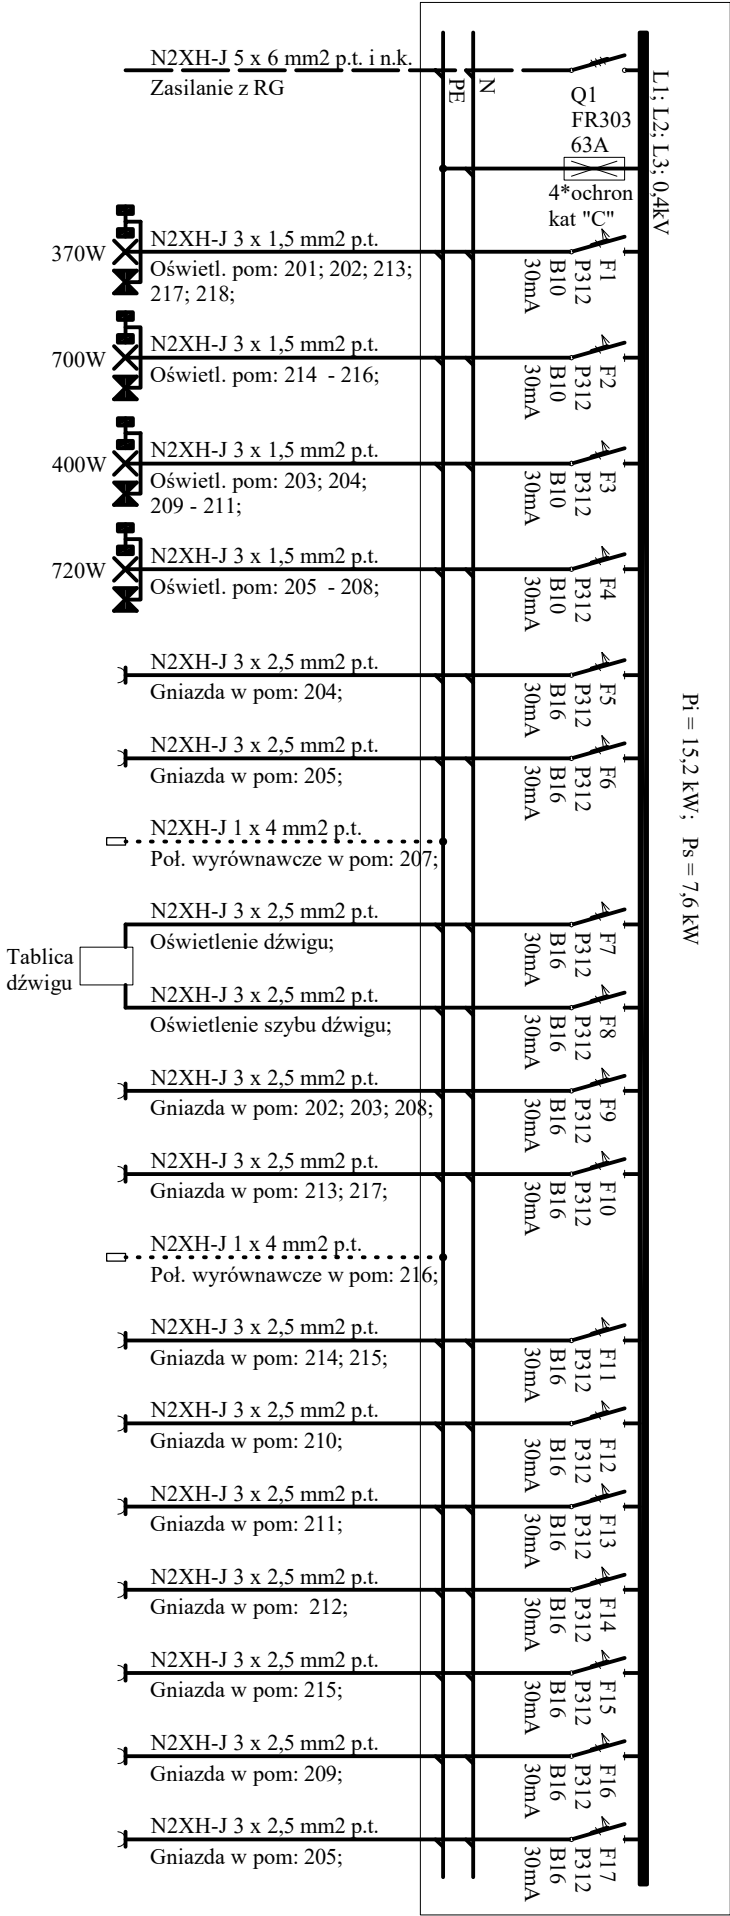 N2XH-J 5 x 6 mm2 p.t. i n.k.
Zasilanie z RG
PE
N
Q1
FR303
63A
L1; L2; L3; 0,4kV
4*ochron
kat "C"
370W
N2XH-J 3 x 1,5 mm2 p.t.
Oświetl. pom: 201; 202; 213;
217; 218;
F1
P312
B10
30mA
700W
N2XH-J 3 x 1,5 mm2 p.t.
Oświetl. pom: 214 - 216;
F2
P312
B10
30mA
400W
N2XH-J 3 x 1,5 mm2 p.t.
Oświetl. pom: 203; 204;
209 - 211;
F3
P312
B10
30mA
720W
N2XH-J 3 x 1,5 mm2 p.t.
Oświetl. pom: 205 - 208;
F4
P312
B10
30mA
N2XH-J 3 x 2,5 mm2 p.t.
Gniazda w pom: 204;
F5
P312
B16
30mA
Pi = 15,2 kW; Ps = 7,6 kW
N2XH-J 3 x 2,5 mm2 p.t.
Gniazda w pom: 205;
F6
P312
B16
30mA
N2XH-J 1 x 4 mm2 p.t.
Poł. wyrównawcze w pom: 207;
N2XH-J 3 x 2,5 mm2 p.t.
Oświetlenie dźwigu;
F7
P312
B16
30mA
Tablica
dźwigu
N2XH-J 3 x 2,5 mm2 p.t.
Oświetlenie szybu dźwigu;
F8
P312
B16
30mA
N2XH-J 3 x 2,5 mm2 p.t.
Gniazda w pom: 202; 203; 208;
F9
P312
B16
30mA
N2XH-J 3 x 2,5 mm2 p.t.
Gniazda w pom: 213; 217;
F10
P312
B16
30mA
N2XH-J 1 x 4 mm2 p.t.
Poł. wyrównawcze w pom: 216;
N2XH-J 3 x 2,5 mm2 p.t.
Gniazda w pom: 214; 215;
F11
P312
B16
30mA
N2XH-J 3 x 2,5 mm2 p.t.
Gniazda w pom: 210;
F12
P312
B16
30mA
N2XH-J 3 x 2,5 mm2 p.t.
Gniazda w pom: 211;
F13
P312
B16
30mA
N2XH-J 3 x 2,5 mm2 p.t.
Gniazda w pom: 212;
F14
P312
B16
30mA
N2XH-J 3 x 2,5 mm2 p.t.
Gniazda w pom: 215;
F15
P312
B16
30mA
N2XH-J 3 x 2,5 mm2 p.t.
Gniazda w pom: 209;
F16
P312
B16
30mA
N2XH-J 3 x 2,5 mm2 p.t.
Gniazda w pom: 205;
F17
P312
B16
30mA